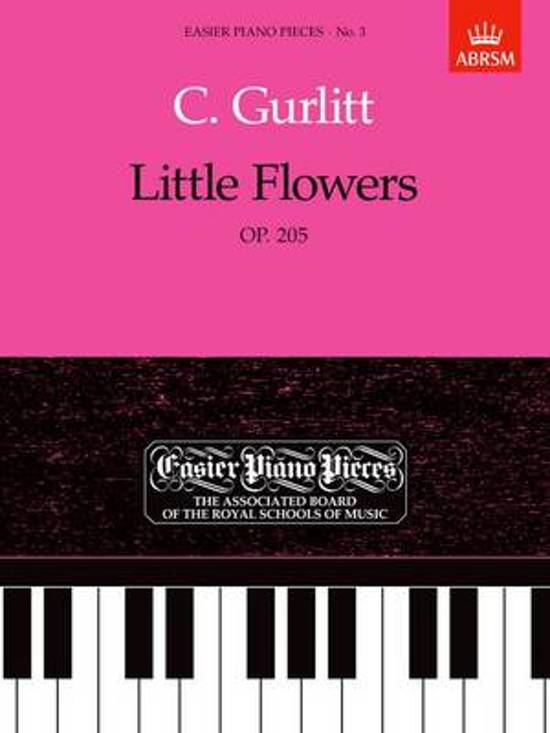 EASIER PIANO PIECES · No. 3
ABRSM
C. Gurlitt
Little Flowers
OP. 205
Easier Piano Pieces
THE ASSOCIATED BOARD
OF THE ROYAL SCHOOLS OF MUSIC